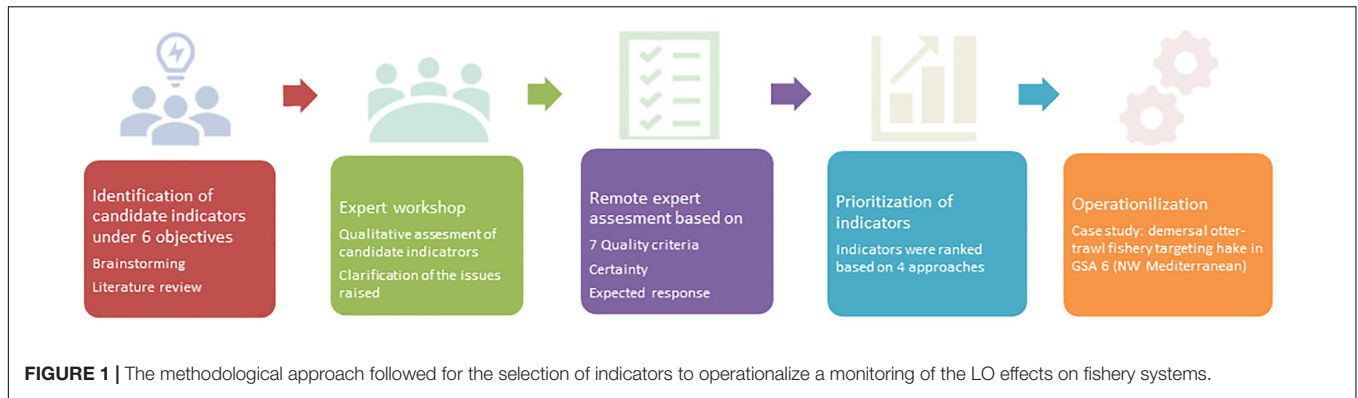 Identification of
candidate indicators
under 6 objectives
Brainstorming
Literature review
Expert workshop
Qualitative assesment of
candidate indicatrors
Clarification of the issues
raised
Remote expert
assesment based on
7 Quality criteria
Certainty
Expected response
Prioritization of
indicators
Indicators were ranked
based on 4 approaches
Operationilization
Case study: demersal otter-
trawl fishery targeting hake in
GSA 6 (NW Mediterranean)
FIGURE 1 | The methodological approach followed for the selection of indicators to operationalize a monitoring of the LO effects on fishery systems.